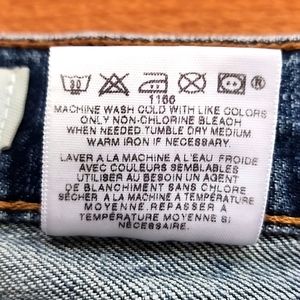 30
®
1166
MACHINE WASH COLD WITH LIKE COLORS
ONLY NON-CHLORINE BLEACH
WHEN NEEDED TUMBLE DRY MEDIUM
WARM IRON IF NECESSARY.
LAVER A LA MACHINE A L'EAU FROIDE
AVEC COULEURS SEMBLABLES
UTILISER AU BESOIN UN AGENT
DE BLANCHIMENT SANS CHLORE
SÉCHER A LA MACHINE A TEMPÉRATURE
MOYENNE. REPASSER A
TEMPÉRATURE MOYENNE SI
NÉCESSAIRE.